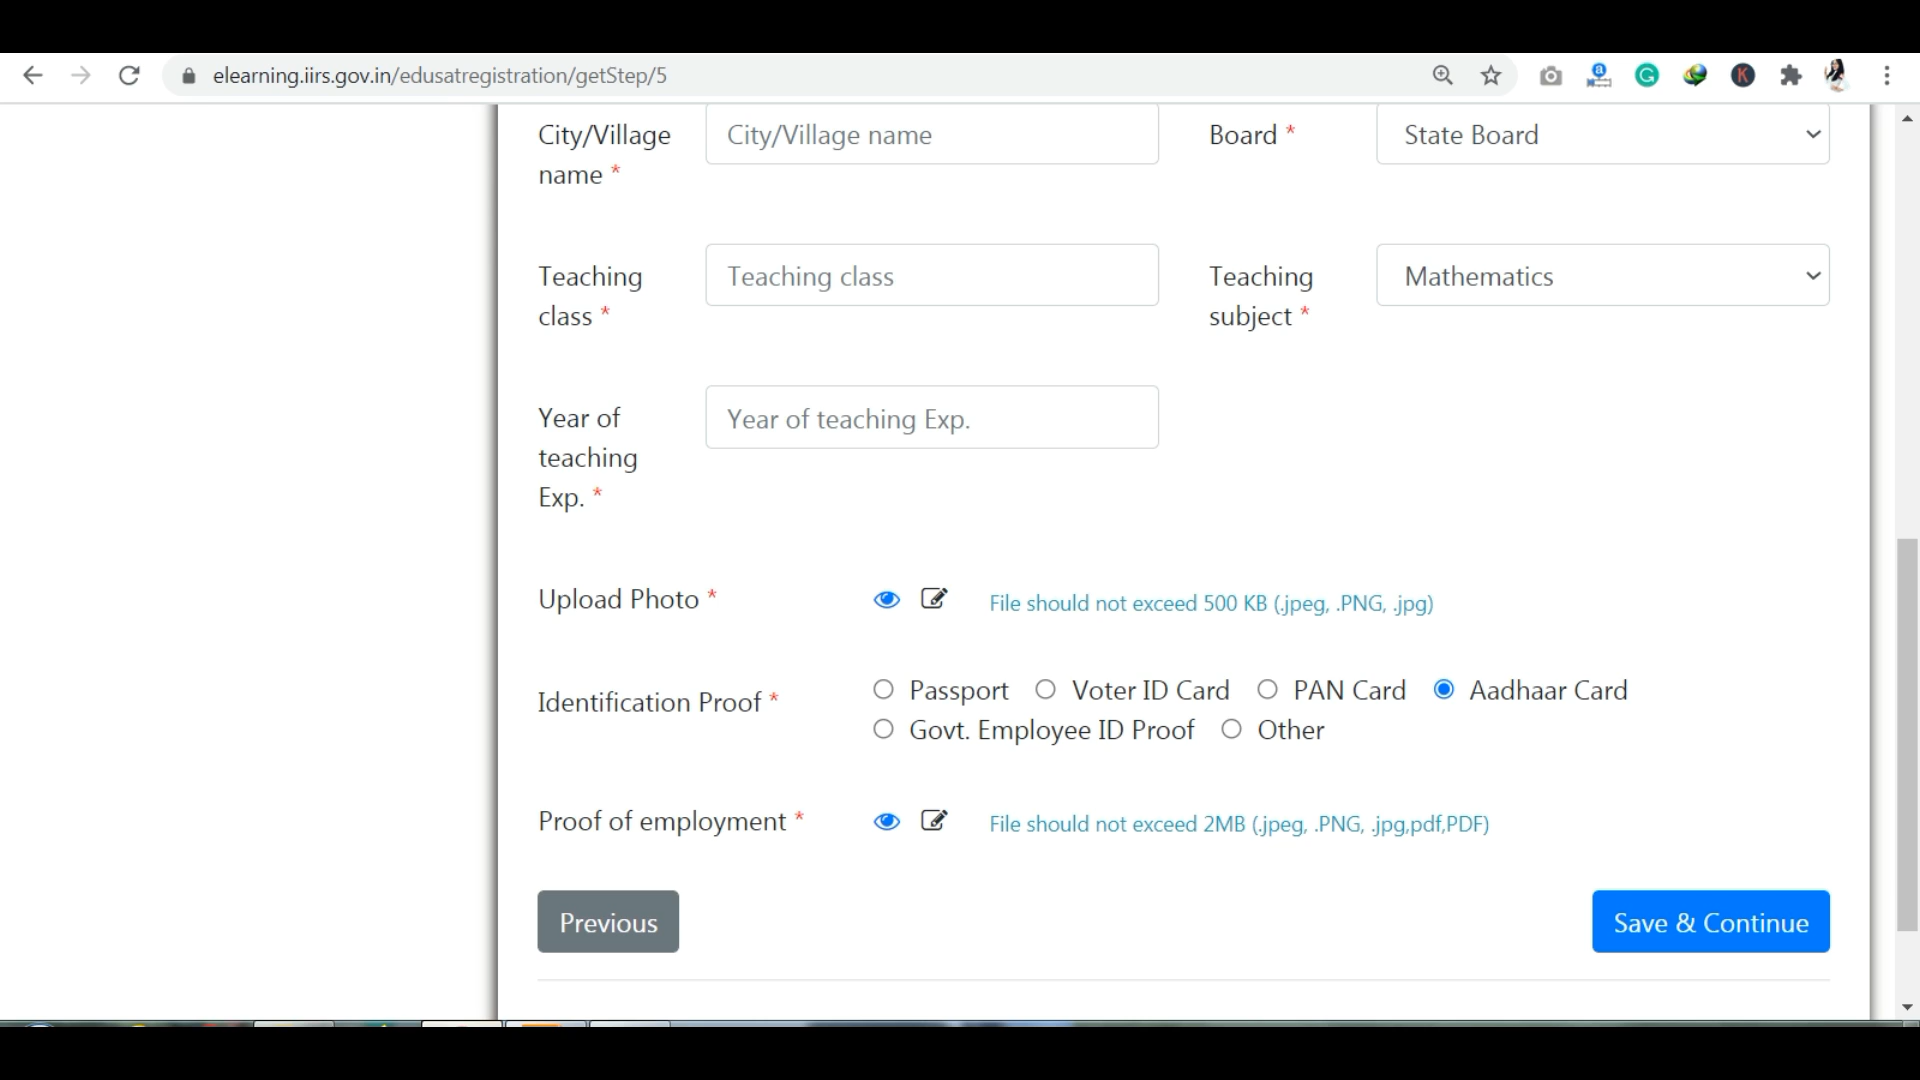 elearning.iirs.gov.in/edusatregistration/getStep/5
City/Village name *
City/Village name
Board *
State Board
Teaching class *
Teaching class
Teaching subject *
Mathematics
Year of teaching Exp. *
Year of teaching Exp.
Upload Photo *
File should not exceed 500 KB (.jpeg, .PNG, .jpg)
Identification Proof *
Passport Voter ID Card PAN Card Aadhaar Card
Govt. Employee ID Proof Other
Proof of employment *
File should not exceed 2MB (.jpeg, .PNG, .jpg,pdf,PDF)
Previous
Save & Continue